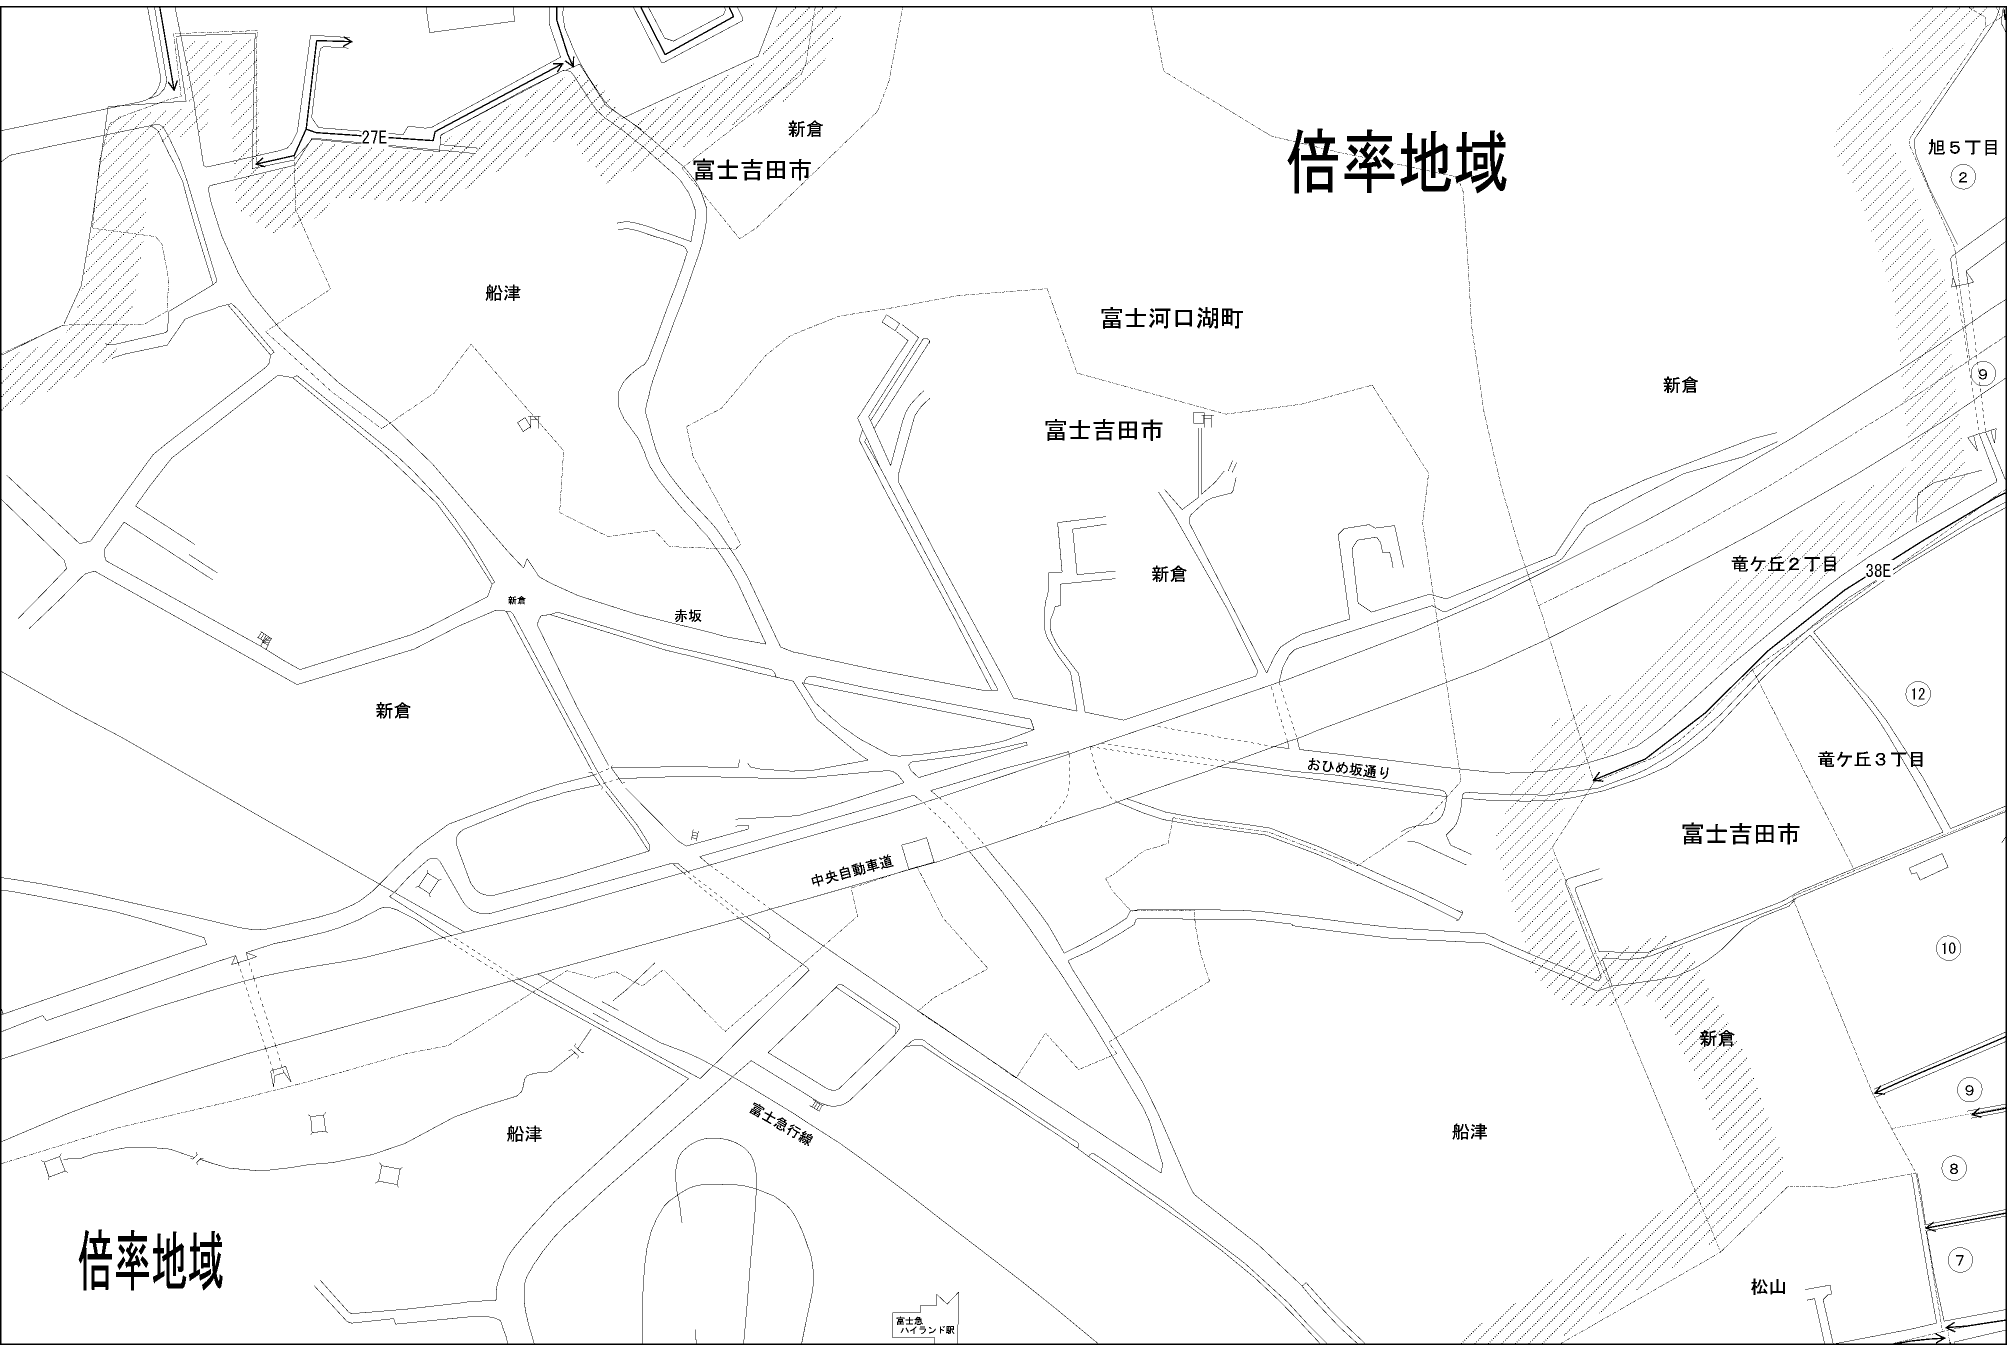 27E
新倉
富士吉田市
倍率地域
旭5丁目
2
船津
富士河口湖町
9
新倉
富士吉田市
新倉
竜ケ丘2丁目
38E
新倉
赤坂
12
新倉
おひめ坂通り
竜ケ丘3丁目
富士吉田市
中央自動車道
10
新倉
9
富士急行線
船津
船津
8
倍率地域
7
松山
富士急
ハイランド駅